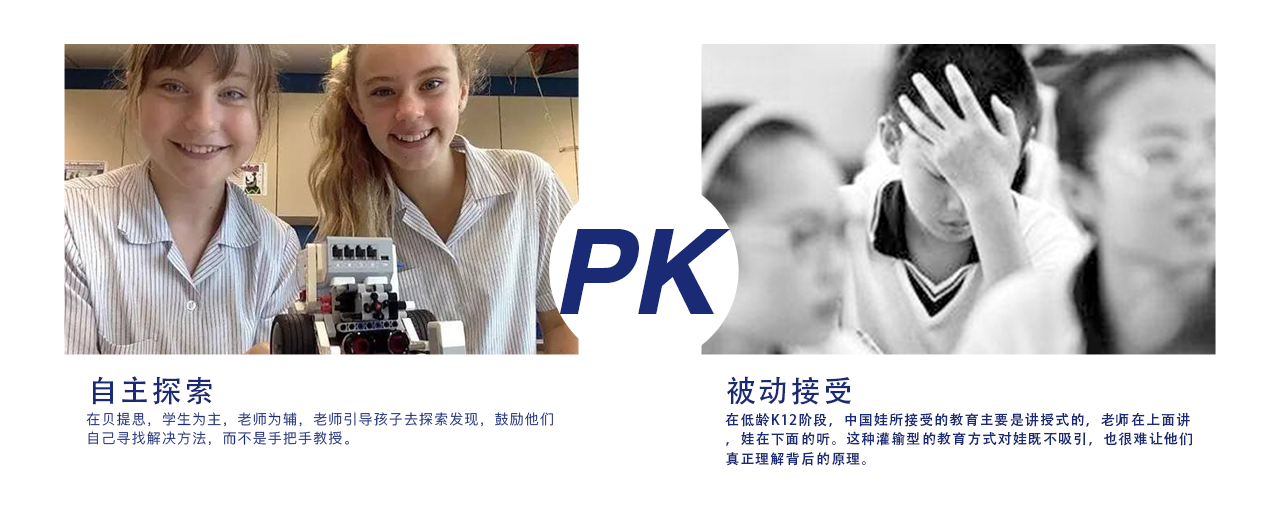 PK
自主探索
在贝提思，学生为主，老师为辅，老师引导孩子去探索发现，鼓励他们
自己寻找解决方法，而不是手把手教授。
被动接受
在低龄K12阶段，中国娃所接受的教育主要是讲授式的，老师在上面讲
，娃在下面的听。这种灌输型的教育方式对娃既不吸引，也很难让他们
真正理解背后的原理。